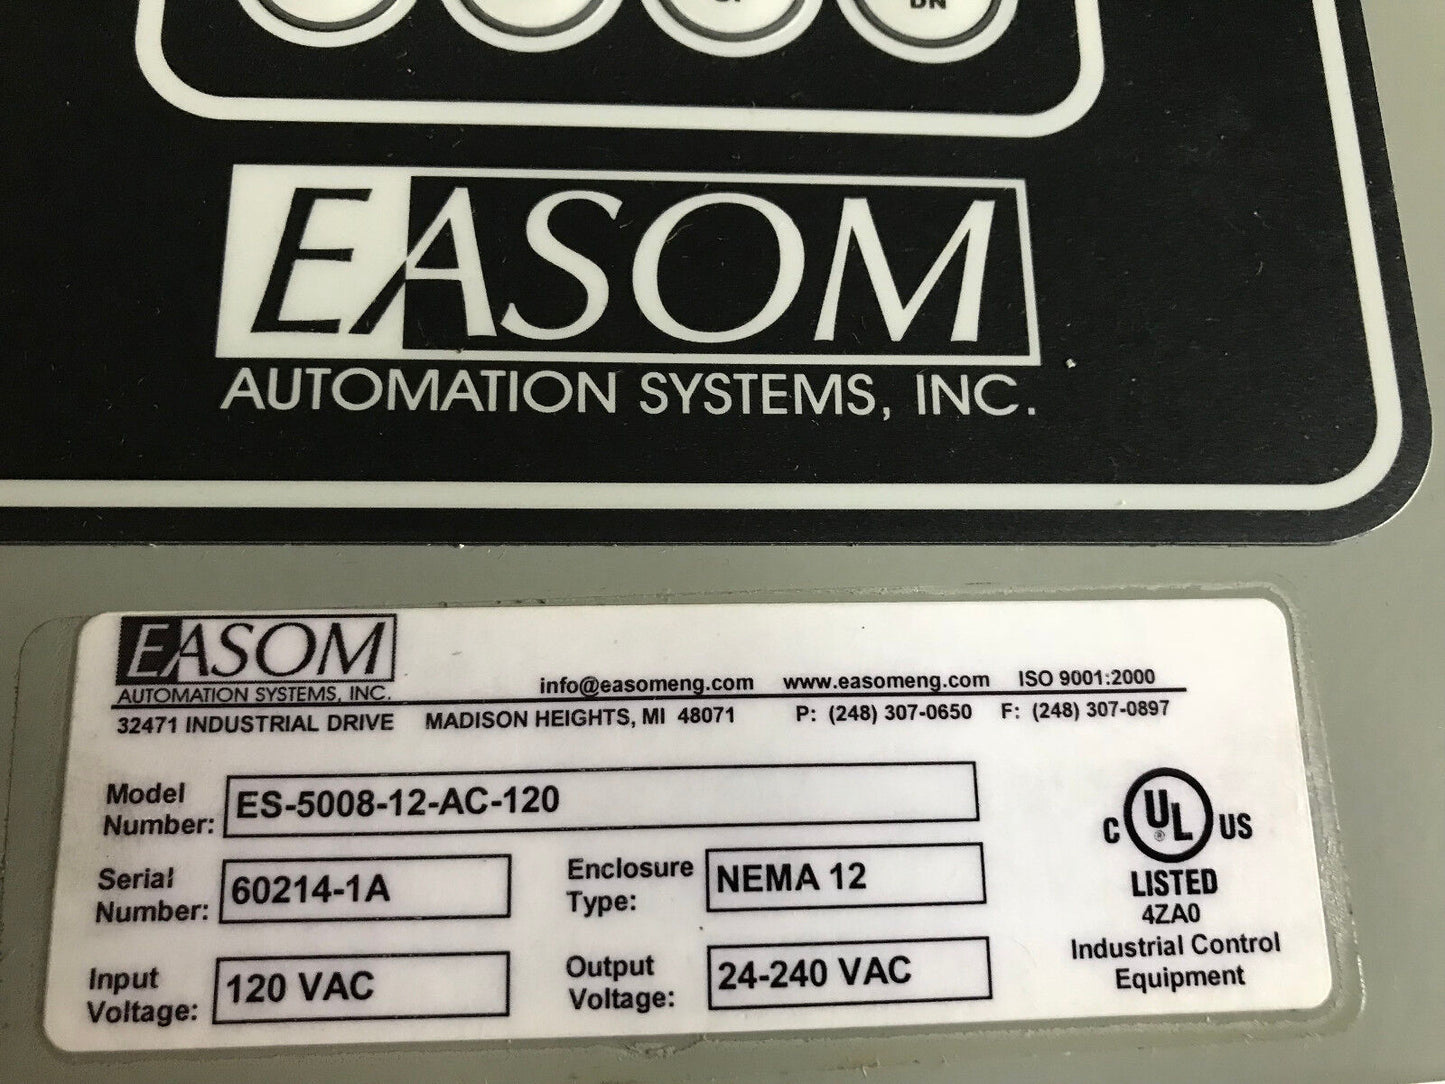 DN
EASOM
AUTOMATION SYSTEMS, INC.
EASOM
AUTOMATION SYSTEMS, INC.
info@easomeng.com www.easomeng.com ISO 9001:2000
32471 INDUSTRIAL DRIVE MADISON HEIGHTS, MI 48071 P: (248) 307-0650 F: (248) 307-0897
Model Number: ES-5008-12-AC-120
Serial Number: 60214-1A
Enclosure Type: NEMA 12
Input Voltage: 120 VAC
Output Voltage: 24-240 VAC
C UL ® US
LISTED
4ZA0
Industrial Control
Equipment